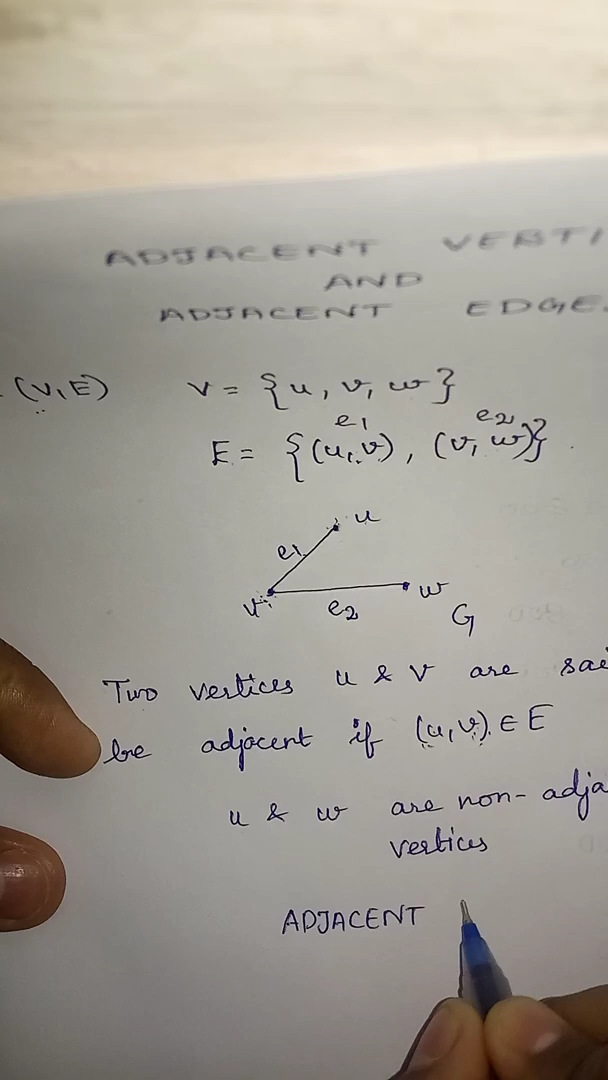 ADJACENT VERTI
AND
ADJACENT EDGE
(V,E) V = {u, v, w}
e1 e2
E = {(u,v), (v,w)}
u
e1
v
w
e2
G
Two vertices u & v are sai
be adjacent if (u,v) ∈ E
u & w are non-adja
vertices
ADJACENT